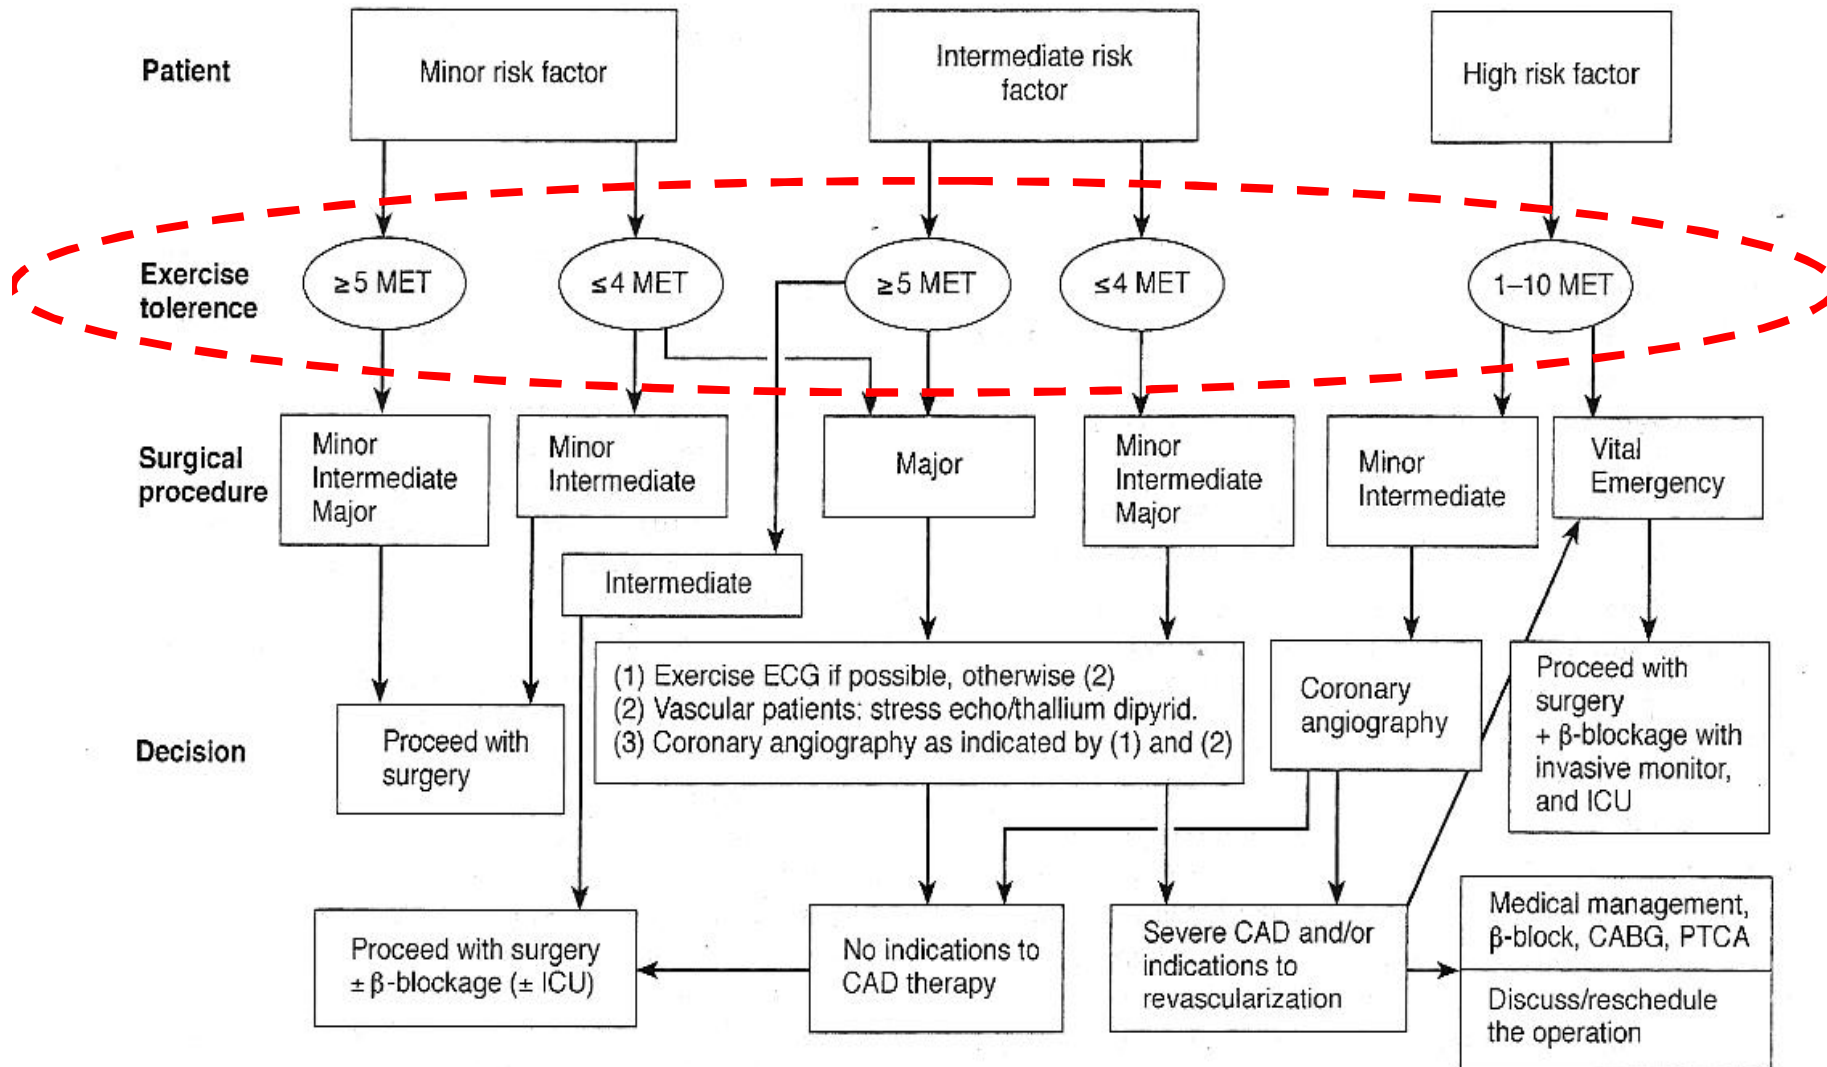 Patient
Minor risk factor
Intermediate risk
factor
High risk factor
Exercise
tolerence
≥5 MET
≤4 MET
≥5 MET
≤4 MET
1–10 MET
Surgical
procedure
Minor
Intermediate
Major
Minor
Intermediate
Major
Minor
Intermediate
Major
Minor
Intermediate
Vital
Emergency
Intermediate
Decision
Proceed with
surgery
(1) Exercise ECG if possible, otherwise (2)
(2) Vascular patients: stress echo/thallium dipyrid.
(3) Coronary angiography as indicated by (1) and (2)
Coronary
angiography
Proceed with
surgery
+ β-blockage with
invasive monitor,
and ICU
Proceed with surgery
± β-blockage (± ICU)
No indications to
CAD therapy
Severe CAD and/or
indications to
revascularization
Medical management,
β-block, CABG, PTCA
Discuss/reschedule
the operation